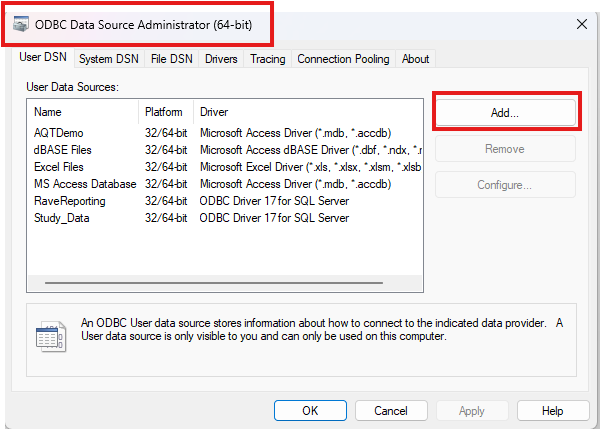 ODBC Data Source Administrator (64-bit)
User DSN System DSN File DSN Drivers Tracing Connection Pooling About
User Data Sources:
Name Platform Driver
AQTDemo 32/64-bit Microsoft Access Driver (*.mdb, *.accdb)
dBASE Files 32/64-bit Microsoft Access dBASE Driver (*.dbf, *.ndx, *.
Excel Files 32/64-bit Microsoft Excel Driver (*.xls, *.xlsx, *.xlsm, *.xlsb
MS Access Database 32/64-bit Microsoft Access Driver (*.mdb, *.accdb)
RaveReporting 32/64-bit ODBC Driver 17 for SQL Server
Study_Data 32/64-bit ODBC Driver 17 for SQL Server
Add...
Remove
Configure...
An ODBC User data source stores information about how to connect to the indicated data provider. A
User data source is only visible to you and can only be used on this computer.
OK Cancel Apply Help